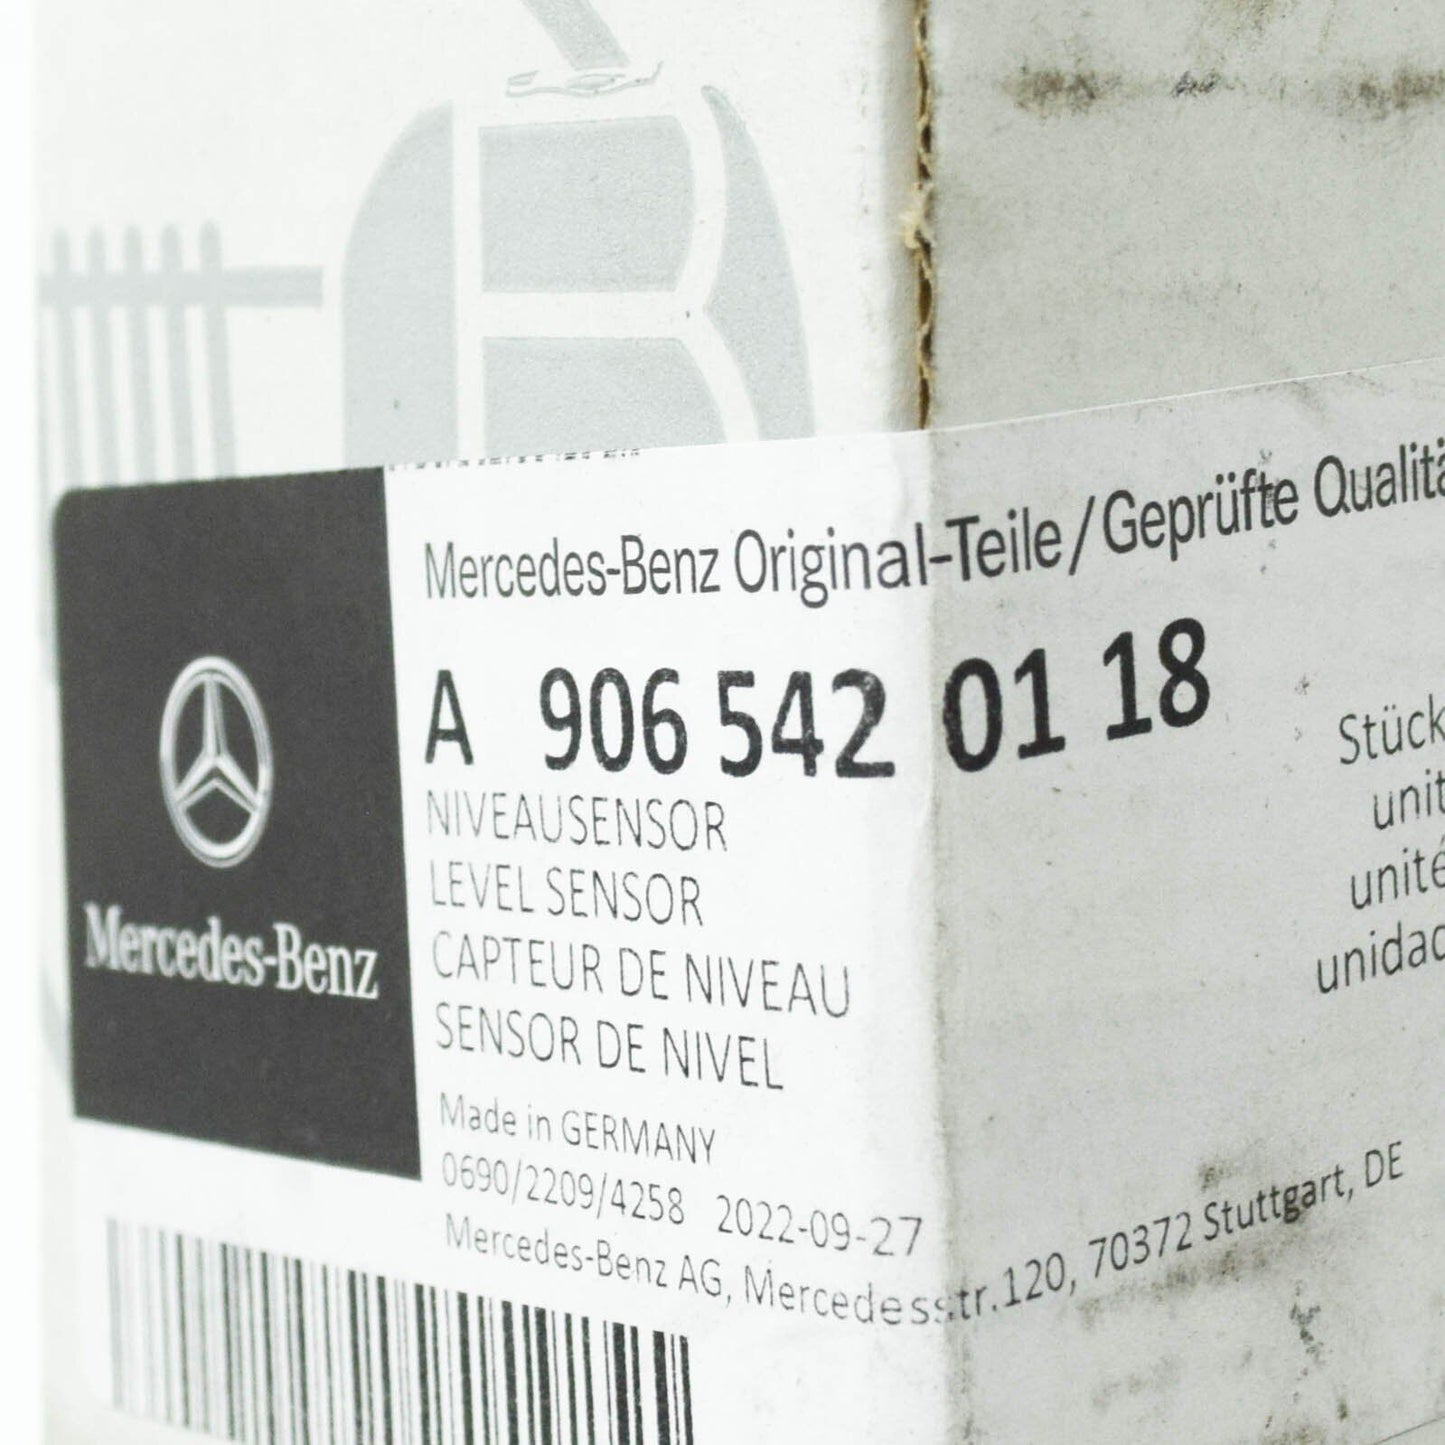 Mercedes-Benz Original-Teile/Geprüfte Qualitä
A 906 542 01 18
NIVEAUSENSOR
LEVEL SENSOR
CAPTEUR DE NIVEAU
SENSOR DE NIVEL
Stück
unit
unité
unidad
Made in GERMANY
0690/2209/4258 2022-09-27
Mercedes-Benz AG, Mercedesstr.120, 70372 Stuttgart, DE
Mercedes-Benz